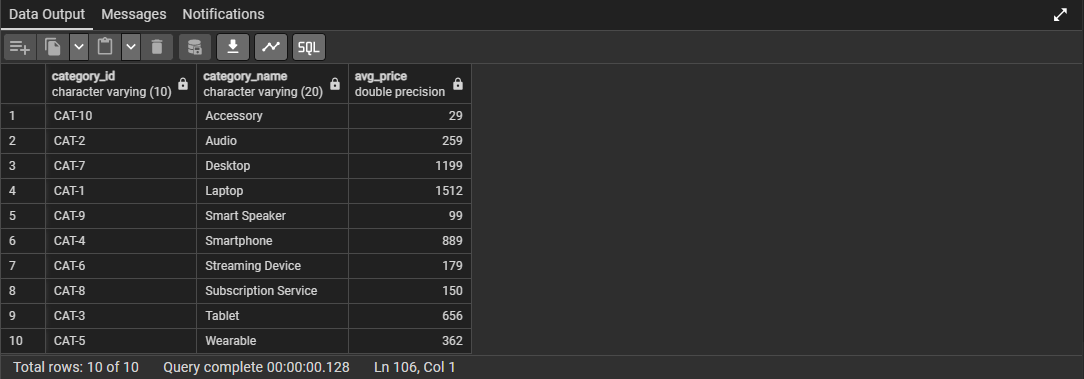 Data Output Messages Notifications
SQL
category_id category_name avg_price
character varying (10) character varying (20) double precision
1 CAT-10 Accessory 29
2 CAT-2 Audio 259
3 CAT-7 Desktop 1199
4 CAT-1 Laptop 1512
5 CAT-9 Smart Speaker 99
6 CAT-4 Smartphone 889
7 CAT-6 Streaming Device 179
8 CAT-8 Subscription Service 150
9 CAT-3 Tablet 656
10 CAT-5 Wearable 362
Total rows: 10 of 10 Query complete 00:00:00.128 Ln 106, Col 1